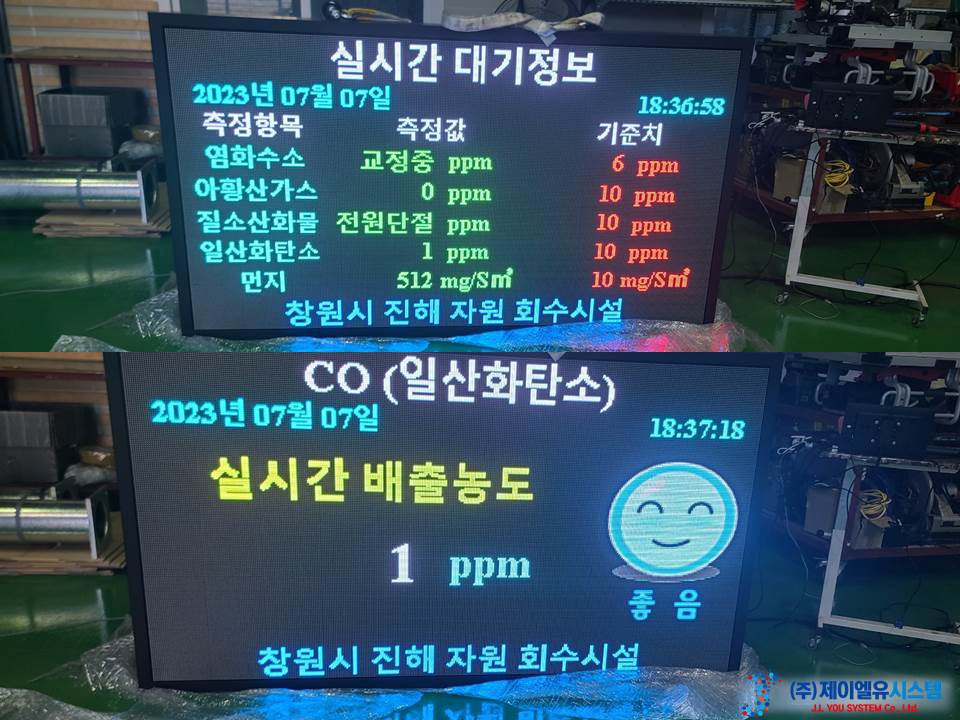 실시간 대기정보
2023년 07월 07일 18:36:58
측정항목 측정값 기준치
염화수소 교정중 ppm 6 ppm
아황산가스 0 ppm 10 ppm
질소산화물 전원단절 ppm 10 ppm
일산화탄소 1 ppm 10 ppm
먼지 512 mg/S㎥ 10 mg/S㎥
창원시 진해 자원 회수시설
CO (일산화탄소)
2023년 07월 07일 18:37:18
실시간 배출농도
1 ppm
좋 음
창원시 진해 자원 회수시설
(주)제이엘유시스템
J.L YOU SYSTEM Co., Ltd.